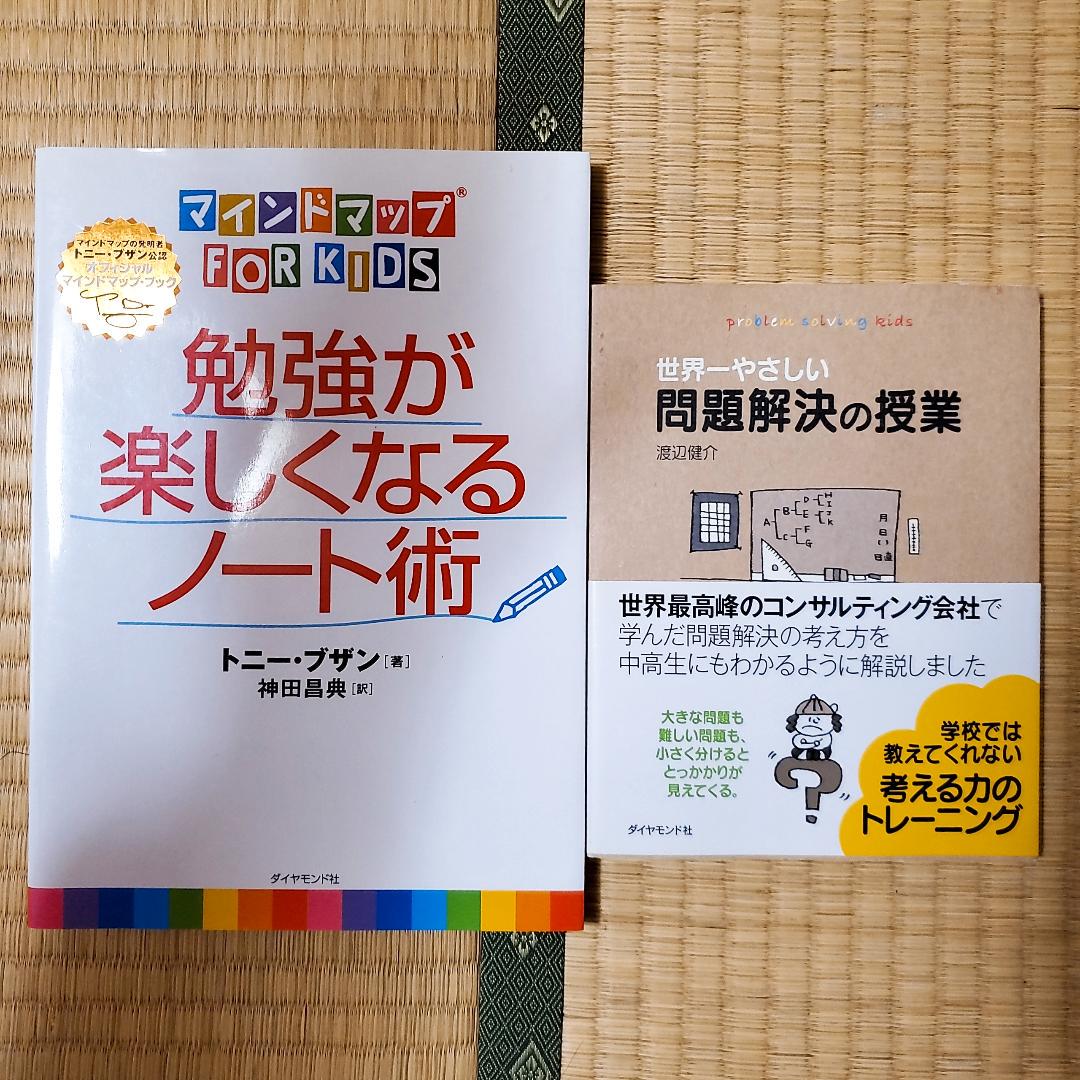 マインドマップ®
FOR KIDS
マインドマップの発明者
トニー・ブザン公認
オフィシャル
マインドマップ・ブック
勉強が
楽しくなる
ノート術
トニー・ブザン[著]
神田昌典[訳]
ダイヤモンド社
problem solving kids
世界一やさしい
問題解決の授業
渡辺健介
A B C D E F G H I J K
月 日
日直
世界最高峰のコンサルティング会社で
学んだ問題解決の考え方を
中高生にもわかるように解説しました
大きな問題も
難しい問題も、
小さく分けると
とっかかりが
見えてくる。
学校では
教えてくれない
考える力の
トレーニング
ダイヤモンド社